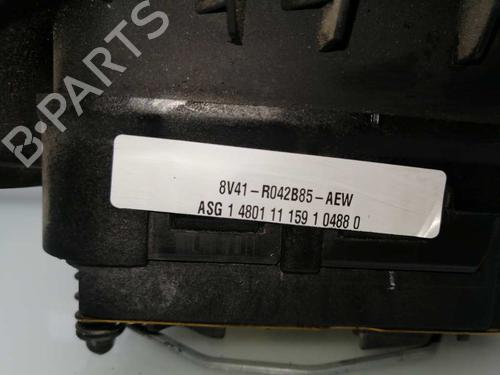 B-PARTS
8V41-R042B85-AEW
ASG 1 4801 11 159 1 0488 0